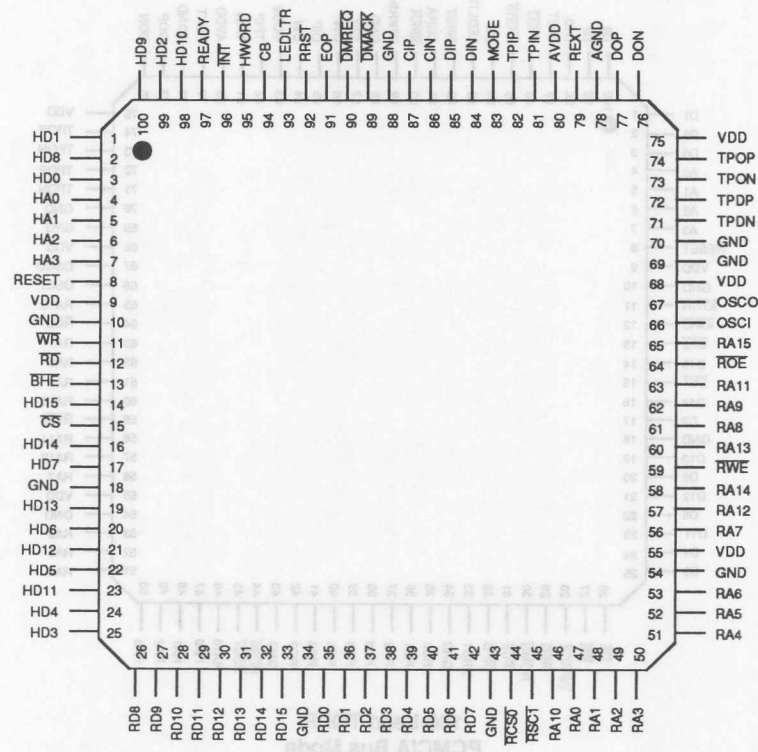 HD9 100
HD2 99
HD10 98
READY 97
INT 96
HWORD 95
CB 94
LEDLTR 93
RRST 92
EOP 91
DMREQ 90
DMACK 89
GND 88
CIP 87
CIN 86
DIP 85
DIN 84
MODE 83
TPIP 82
TPIN 81
AVDD 80
REXT 79
AGND 78
DOP 77
DON 76
HD1 1
HD8 2
HD0 3
HA0 4
HA1 5
HA2 6
HA3 7
RESET 8
VDD 9
GND 10
WR 11
RD 12
BHE 13
HD15 14
CS 15
HD14 16
HD7 17
GND 18
HD13 19
HD6 20
HD12 21
HD5 22
HD11 23
HD4 24
HD3 25
75 VDD
74 TPOP
73 TPON
72 TPDP
71 TPDN
70 GND
69 GND
68 VDD
67 OSCO
66 OSCI
65 RA15
64 ROE
63 RA11
62 RA9
61 RA8
60 RA13
59 RWE
58 RA14
57 RA12
56 RA7
55 VDD
54 GND
53 RA6
52 RA5
51 RA4
RD8 26
RD9 27
RD10 28
RD11 29
RD12 30
RD13 31
RD14 32
RD15 33
GND 34
RD0 35
RD1 36
RD2 37
RD3 38
RD4 39
RD5 40
RD6 41
RD7 42
GND 43
RCS0 44
RSC1 45
RA10 46
RA0 47
RA1 48
RA2 49
RA3 50
PCMCIA Bus Mode